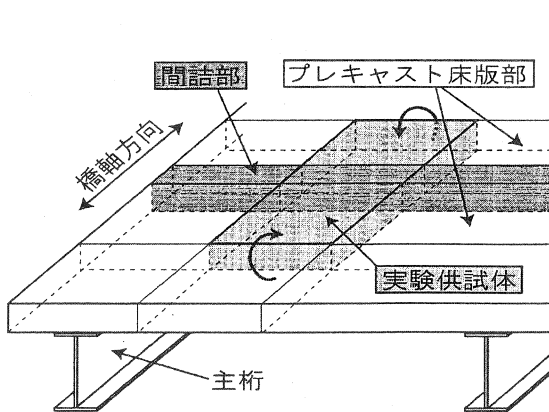 間詰部
プレキャスト床版部
橋軸方向
実験供試体
主桁